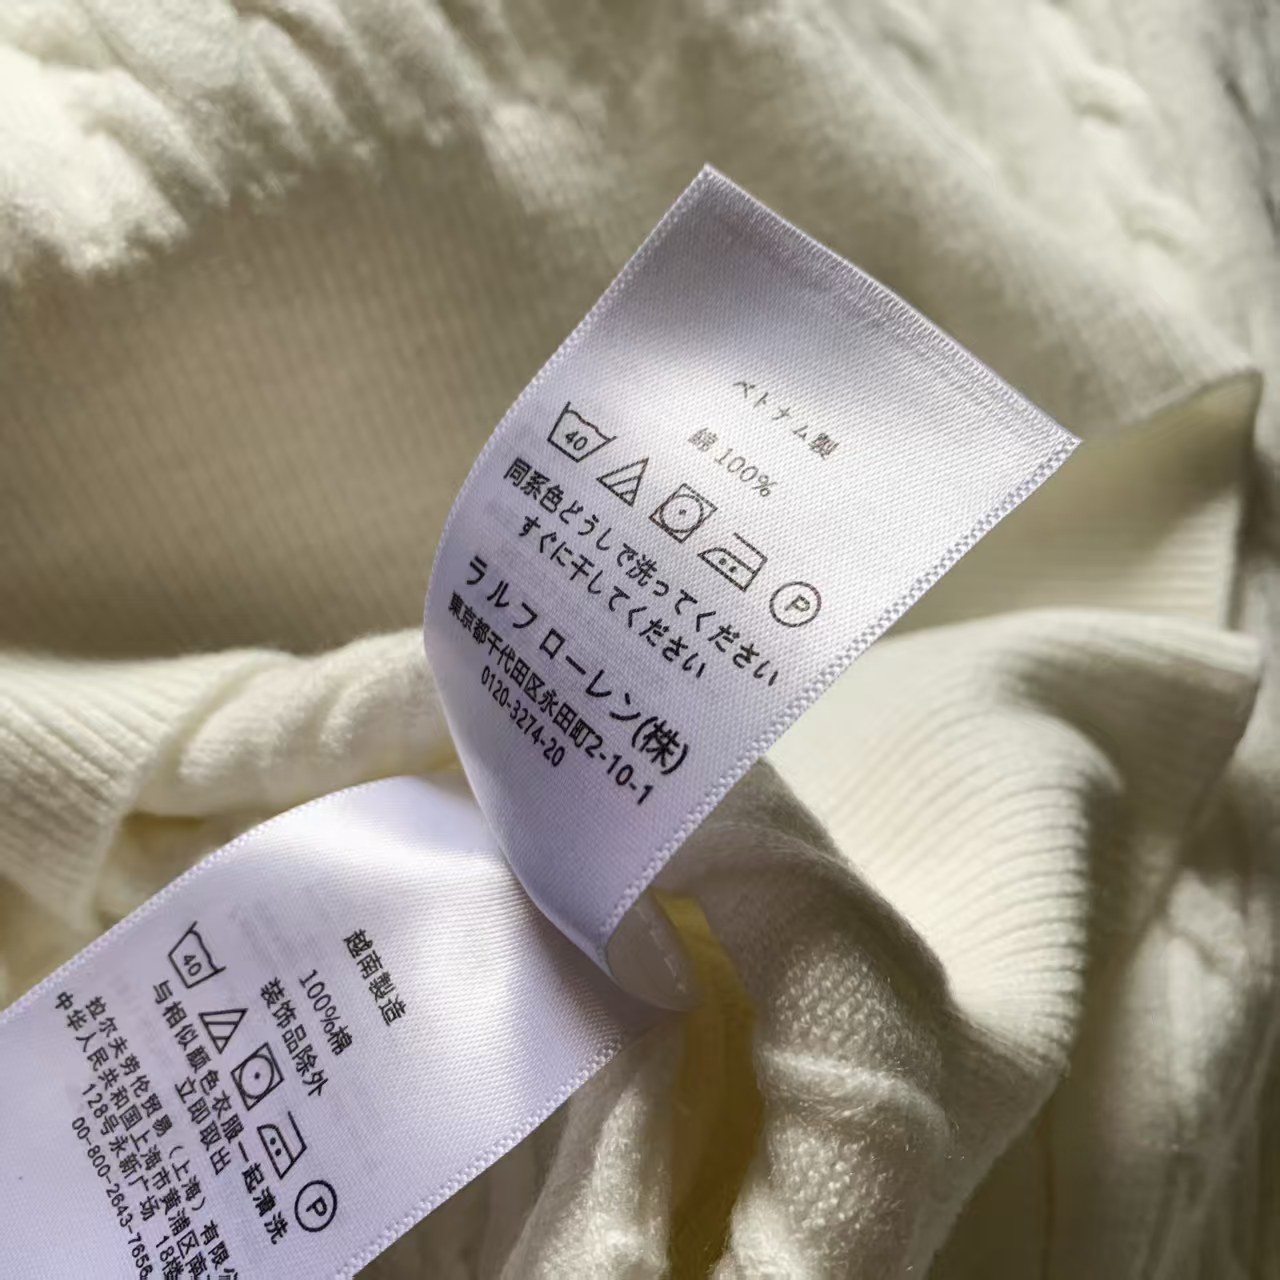 ベトナム製
綿 100%
40
P
同系色どうしで洗ってください
すぐに干してください
ラルフ ローレン(株)
東京都千代田区永田町2-10-1
0120-3274-20
越南製造
100%棉
装饰品除外
40
P
与相似颜色衣服一起清洗
立即取出
拉尔夫劳伦贸易（上海）有限公
中华人民共和国上海市黄浦区南
128号永新广场 18楼
00-800-2643-7656